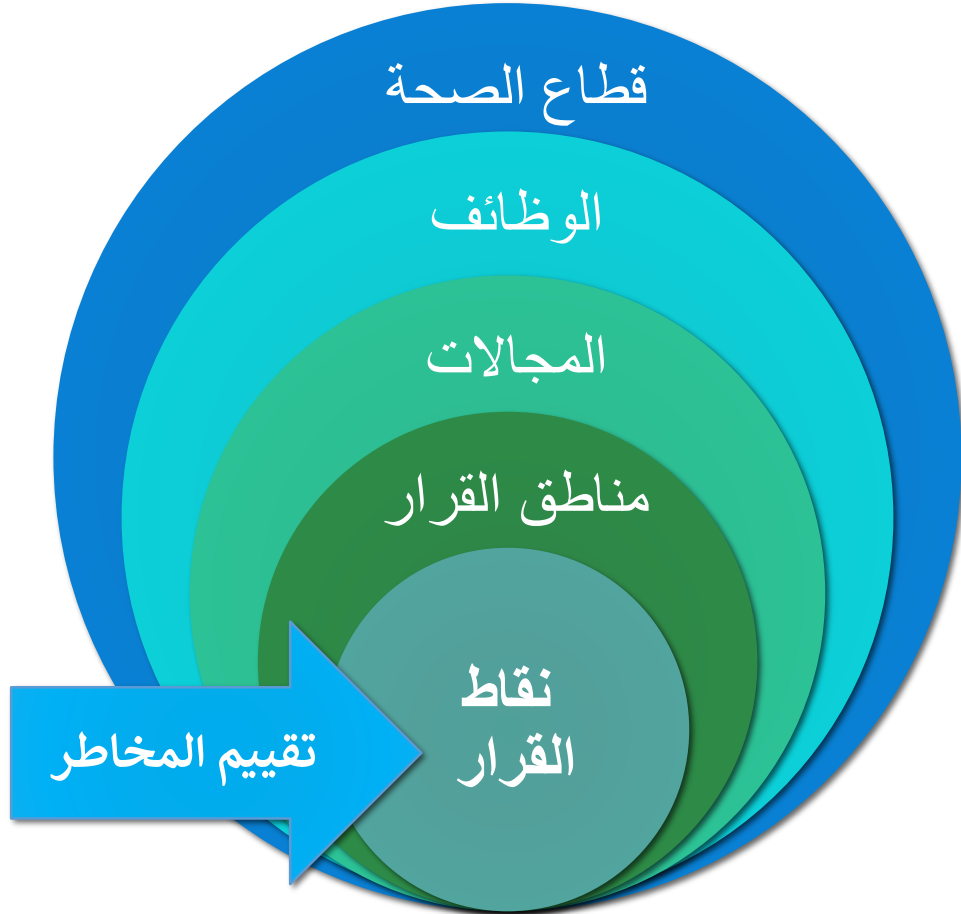 قطاع الصحة
الوظائف
المجالات
مناطق القرار
نقاط
القرار
تقييم المخاطر